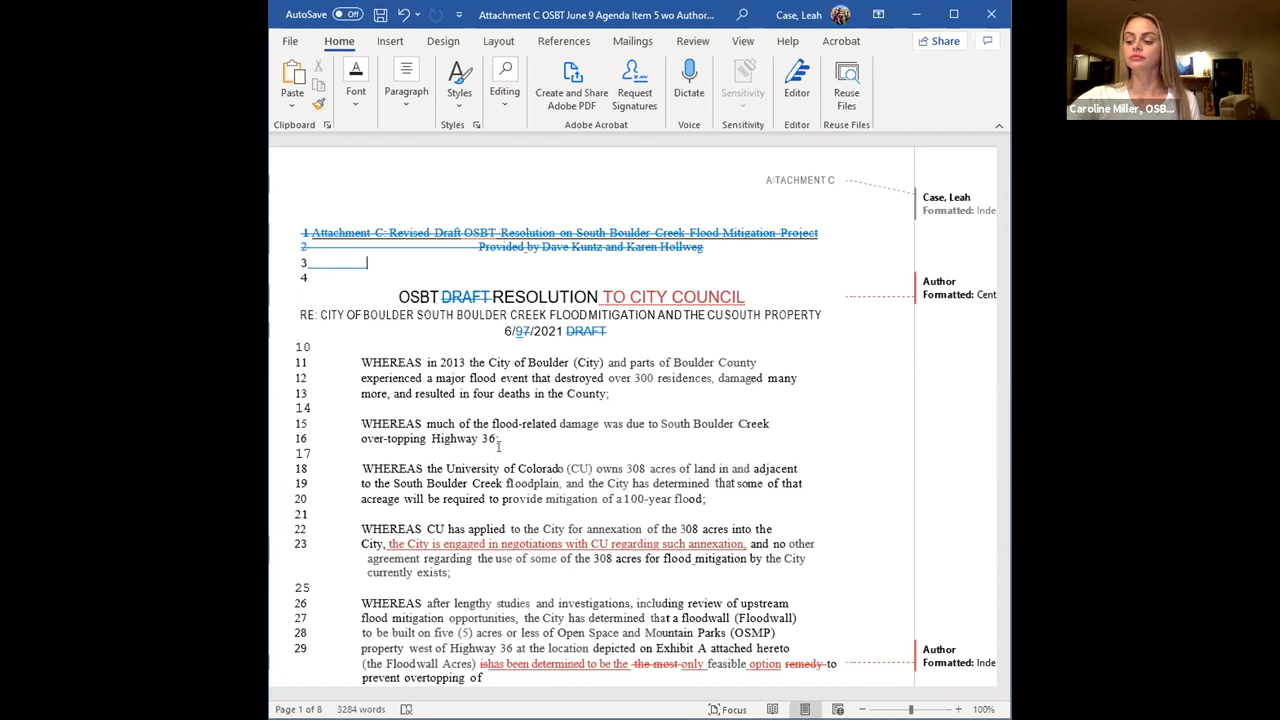 AutoSave Off Attachment C OSBT June 9 Agenda Item 5 wo Author... Case, Leah
File Home Insert Design Layout References Mailings Review View Help Acrobat Share
Paste Font Paragraph Styles Editing Create and Share Adobe PDF Request Signatures Dictate Sensitivity Editor Reuse Files
Clipboard Styles Adobe Acrobat Voice Sensitivity Editor Reuse Files
Caroline Miller, OSB...
ATTACHMENT C
Case, Leah
Formatted: Inde
1 Attachment C: Revised Draft OSBT Resolution on South Boulder Creek Flood Mitigation Project
2 Provided by Dave Kuntz and Karen Hollweg
3
4
Author
Formatted: Cent
OSBT DRAFT RESOLUTION TO CITY COUNCIL
RE: CITY OF BOULDER SOUTH BOULDER CREEK FLOOD MITIGATION AND THE CU SOUTH PROPERTY
6/97/2021 DRAFT
10
11 WHEREAS in 2013 the City of Boulder (City) and parts of Boulder County
12 experienced a major flood event that destroyed over 300 residences, damaged many
13 more, and resulted in four deaths in the County;
14
15 WHEREAS much of the flood-related damage was due to South Boulder Creek
16 over-topping Highway 36;
17
18 WHEREAS the University of Colorado (CU) owns 308 acres of land in and adjacent
19 to the South Boulder Creek floodplain, and the City has determined that some of that
20 acreage will be required to provide mitigation of a 100-year flood;
21
22 WHEREAS CU has applied to the City for annexation of the 308 acres into the
23 City, the City is engaged in negotiations with CU regarding such annexation, and no other
agreement regarding the use of some of the 308 acres for flood mitigation by the City
currently exists;
25
26 WHEREAS after lengthy studies and investigations, including review of upstream
27 flood mitigation opportunities, the City has determined that a floodwall (Floodwall)
28 to be built on five (5) acres or less of Open Space and Mountain Parks (OSMP)
29 property west of Highway 36 at the location depicted on Exhibit A attached hereto
(the Floodwall Acres) ishas been determined to be the the most only feasible option remedy to
prevent overtopping of
Author
Formatted: Inde
Page 1 of 8 3284 words Focus 100%